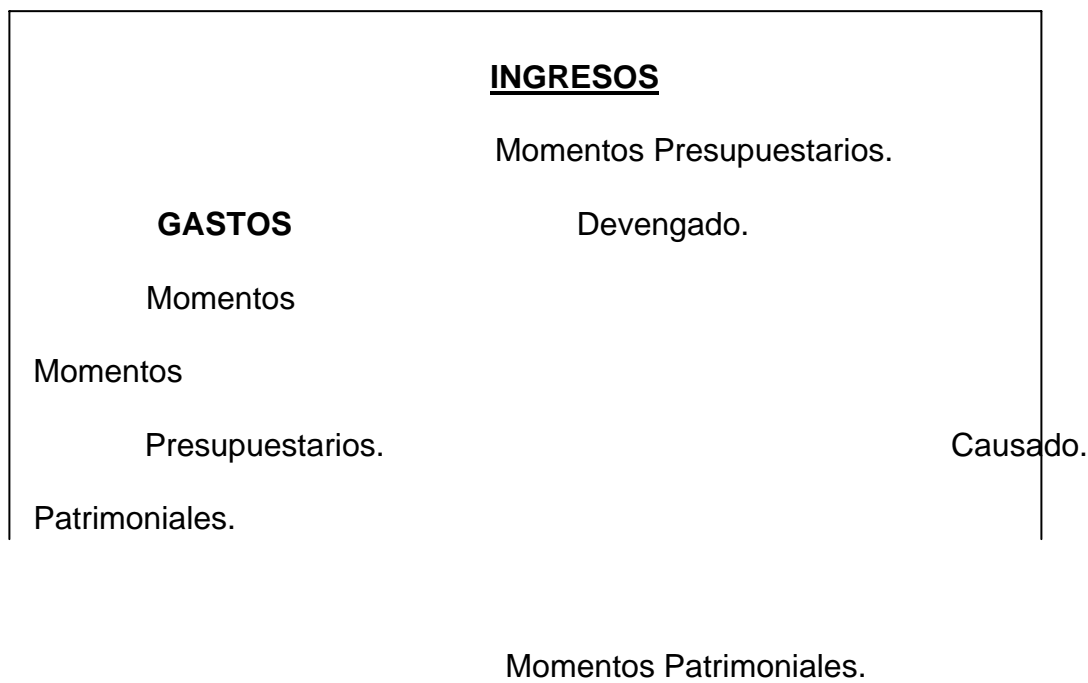 INGRESOS
Momentos Presupuestarios.
GASTOS Devengado.
Momentos
Momentos
Presupuestarios. Causado.
Patrimoniales.
Momentos Patrimoniales.